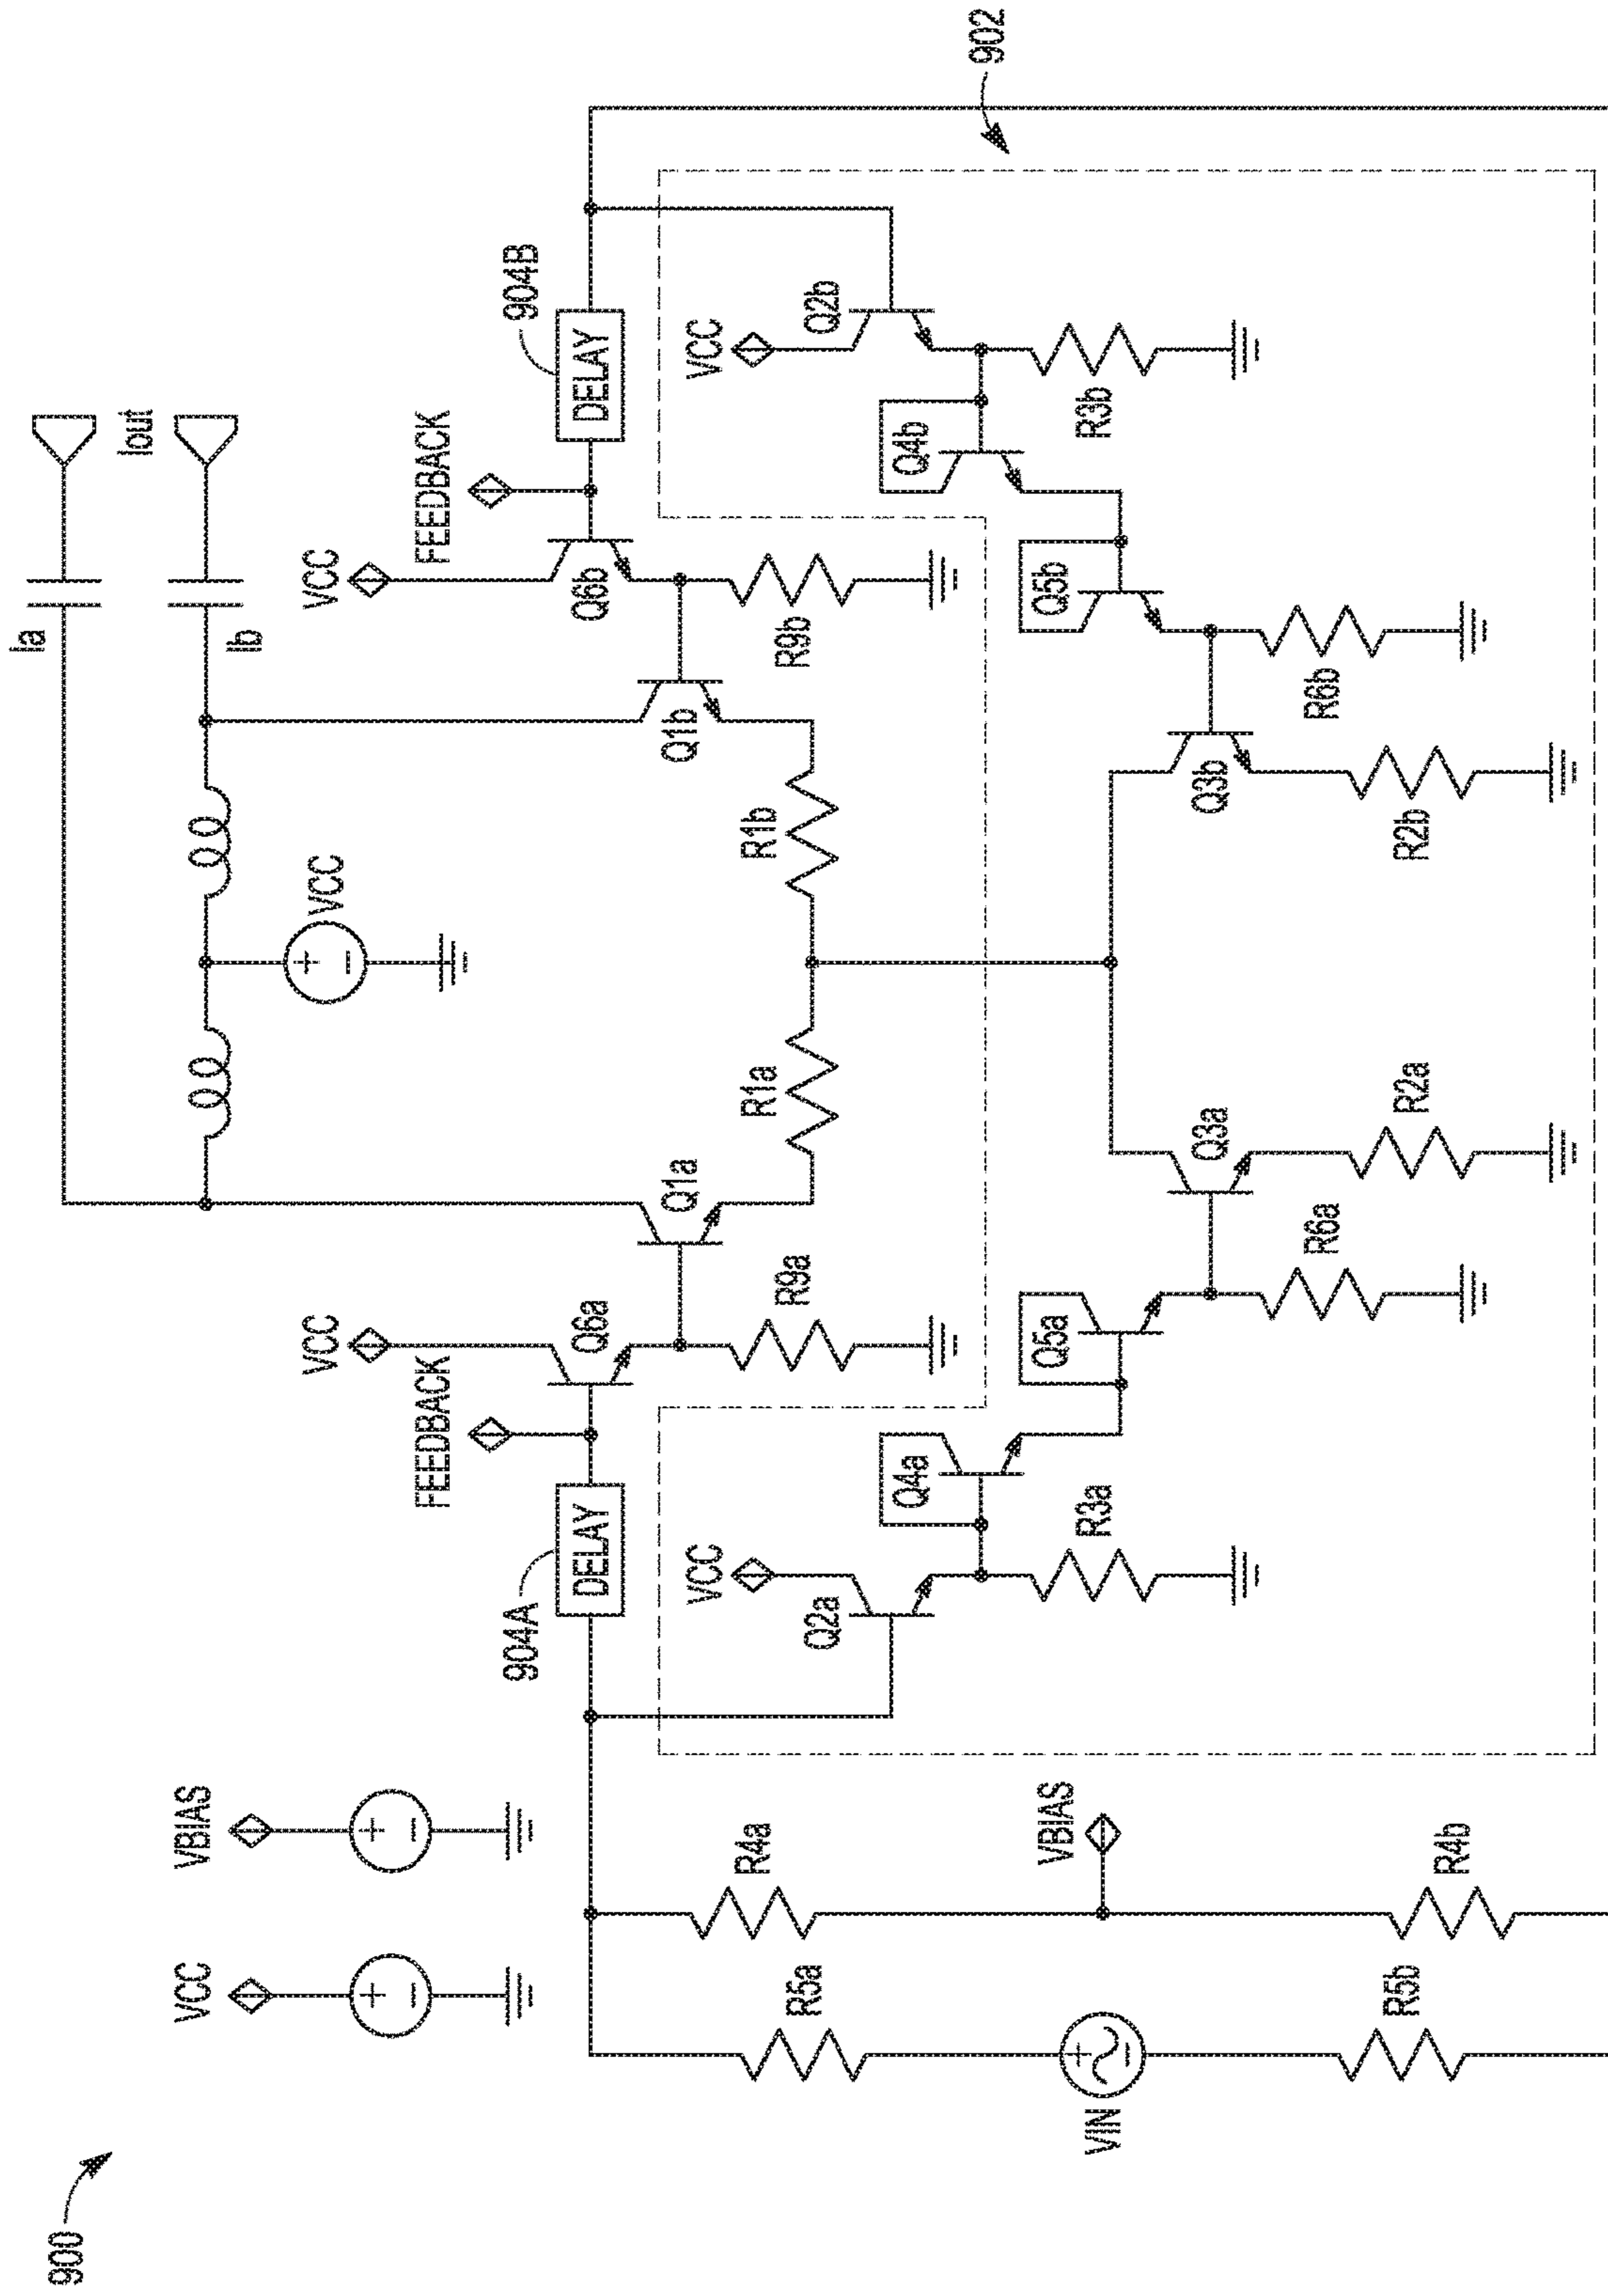 900
VCC
VBIAS
VIN
R5a
R5b
R4a
R4b
VBIAS
904A
DELAY
FEEDBACK
VCC
Q6a
R9a
Q1a
R1a
VCC
R1b
Q1b
Ia
Ib
Iout
VCC
Q6b
R9b
FEEDBACK
DELAY
904B
902
VCC
Q2a
R3a
Q4a
Q5a
R6a
Q3a
R2a
Q3b
R2b
R6b
Q5b
Q4b
VCC
Q2b
R3b